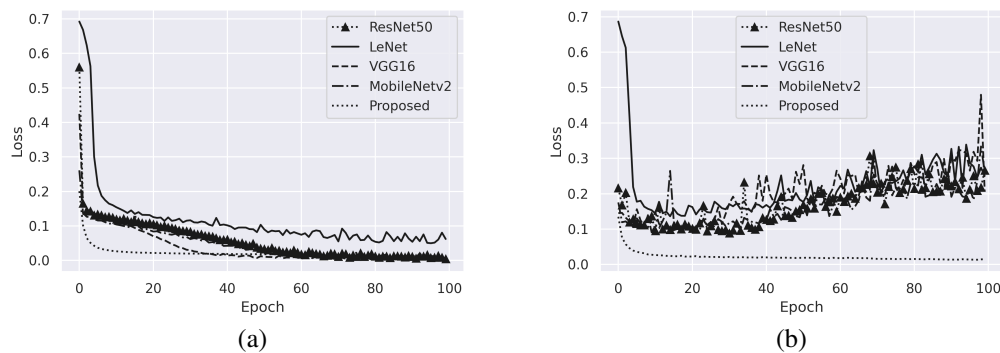 0.7
0.6
0.5
0.4
0.3
0.2
0.1
0.0
Loss
0 20 40 60 80 100
Epoch
ResNet50
LeNet
VGG16
MobileNetv2
Proposed
(a)
0.7
0.6
0.5
0.4
0.3
0.2
0.1
0.0
Loss
0 20 40 60 80 100
Epoch
ResNet50
LeNet
VGG16
MobileNetv2
Proposed
(b)